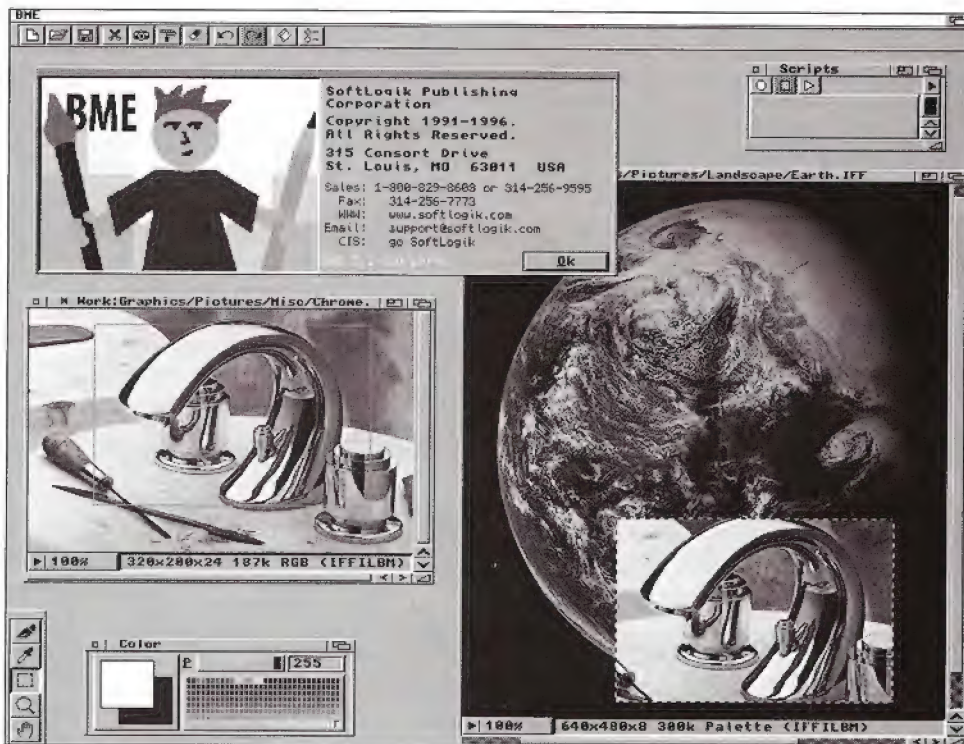 BME
BME
SoftLogik Publishing
Corporation
Copyright 1991-1996.
All Rights Reserved.
315 Consort Drive
St. Louis, MO 63011 USA
Sales: 1-800-829-8608 or 314-256-9595
Fax: 314-256-7773
WWW: www.softlogik.com
Email: support@softlogik.com
CIS: go SoftLogik
Ok
Scripts
/Pictures/Landscape/Earth.IFF
Work:Graphics/Pictures/Misc/Chrome.
100% 320x200x24 187k RGB (IFFILBM)
Color
P 255
100% 640x480x8 300k Palette (IFFILBM)